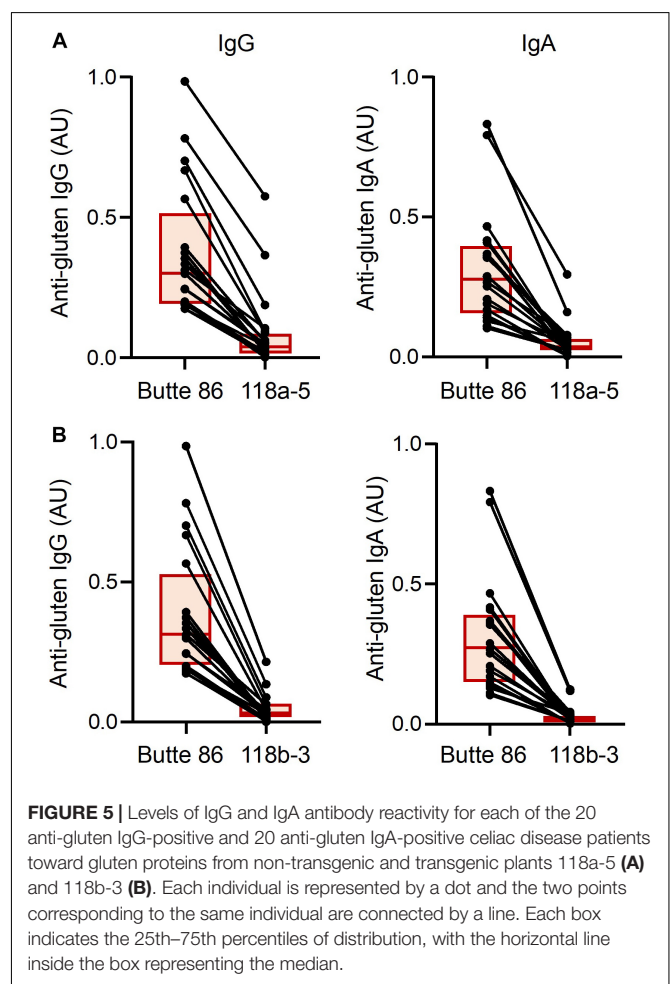 A
IgG
IgA
1.0
0.5
0.0
Anti-gluten IgG (AU)
Butte 86
118a-5
1.0
0.5
0.0
Anti-gluten IgA (AU)
Butte 86
118a-5
B
1.0
0.5
0.0
Anti-gluten IgG (AU)
Butte 86
118b-3
1.0
0.5
0.0
Anti-gluten IgA (AU)
Butte 86
118b-3
FIGURE 5 | Levels of IgG and IgA antibody reactivity for each of the 20
anti-gluten IgG-positive and 20 anti-gluten IgA-positive celiac disease patients
toward gluten proteins from non-transgenic and transgenic plants 118a-5 (A)
and 118b-3 (B). Each individual is represented by a dot and the two points
corresponding to the same individual are connected by a line. Each box
indicates the 25th–75th percentiles of distribution, with the horizontal line
inside the box representing the median.